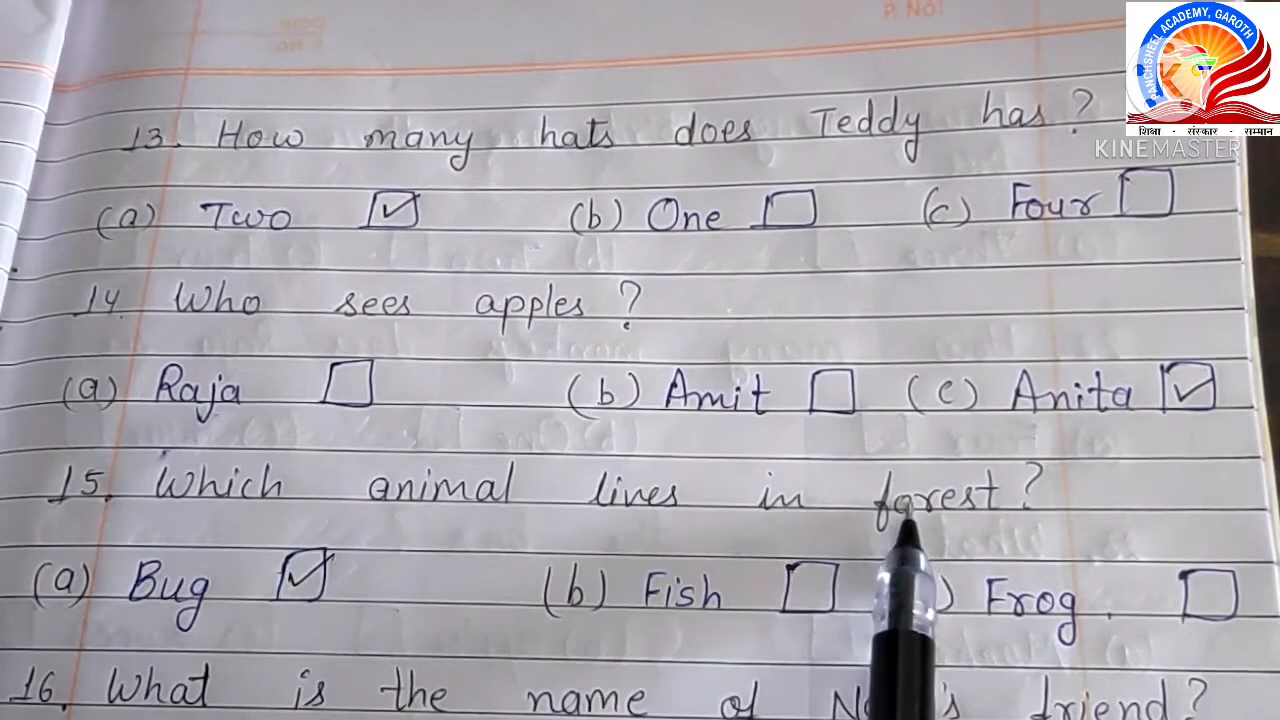 P. No:
PANCHSHEEL ACADEMY, GAROTH
शिक्षा · संस्कार · सम्मान
KINEMASTER
13. How many hats does Teddy has?
(a) Two (b) One (c) Four
14. Who sees apples?
(a) Raja (b) Amit (c) Anita
15. Which animal lives in forest?
(a) Bug (b) Fish ) Frog.
16. What is the name of friend?